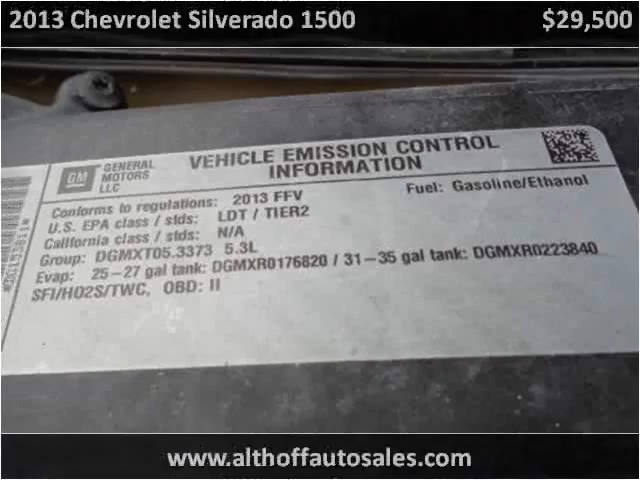 2013 Chevrolet Silverado 1500 $29,500
GM GENERAL MOTORS LLC
VEHICLE EMISSION CONTROL
INFORMATION
Conforms to regulations: 2013 FFV Fuel: Gasoline/Ethanol
U.S. EPA class / stds: LDT / TIER2
California class / stds: N/A
Group: DGMXT05.3373 5.3L
Evap: 25-27 gal tank: DGMXR0176820 / 31-35 gal tank: DGMXR0223840
SFI/HO2S/TWC, OBD: II
www.althoffautosales.com